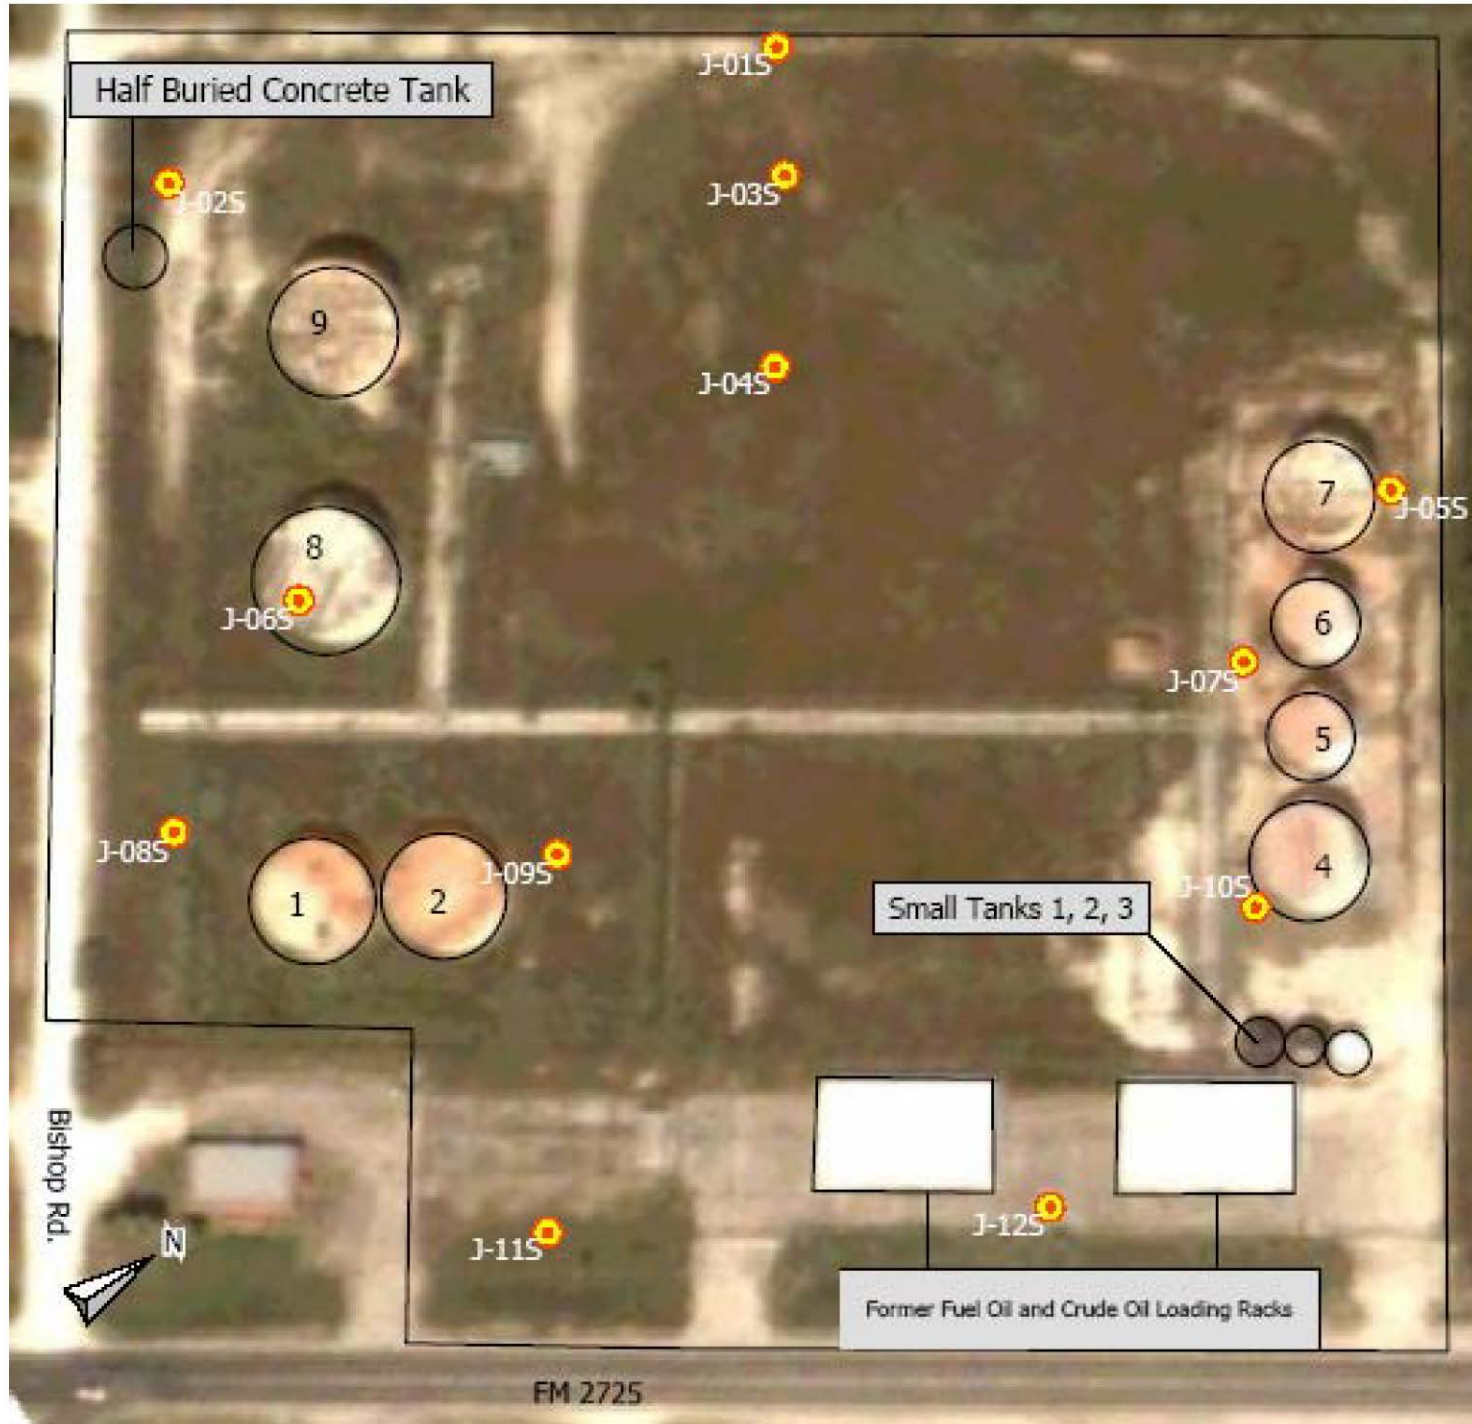 J-01S
Half Buried Concrete Tank
J-02S
J-03S
9
J-04S
7
J-05S
8
J-06S
6
J-07S
5
J-08S
J-09S
4
J-10S
1
2
Small Tanks 1, 2, 3
Bishop Rd.
N
J-11S
J-12S
Former Fuel Oil and Crude Oil Loading Racks
FM 2725